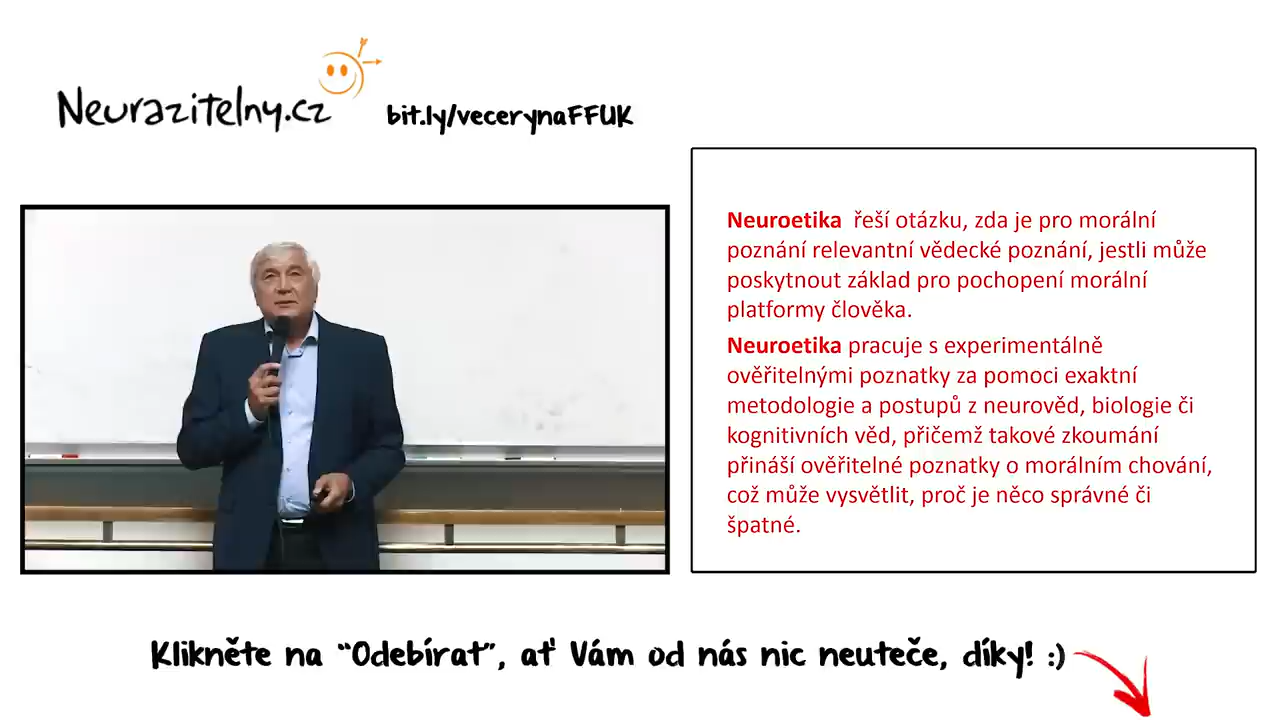 Neurazitelny.cz
bit.ly/vecerynaFFUK
Neuroetika řeší otázku, zda je pro morální
poznání relevantní vědecké poznání, jestli může
poskytnout základ pro pochopení morální
platformy člověka.
Neuroetika pracuje s experimentálně
ověřitelnými poznatky za pomoci exaktní
metodologie a postupů z neurověd, biologie či
kognitivních věd, přičemž takové zkoumání
přináší ověřitelné poznatky o morálním chování,
což může vysvětlit, proč je něco správné či
špatné.
Klikněte na “Odebírat”, ať Vám od nás nic neuteče, díky! :)